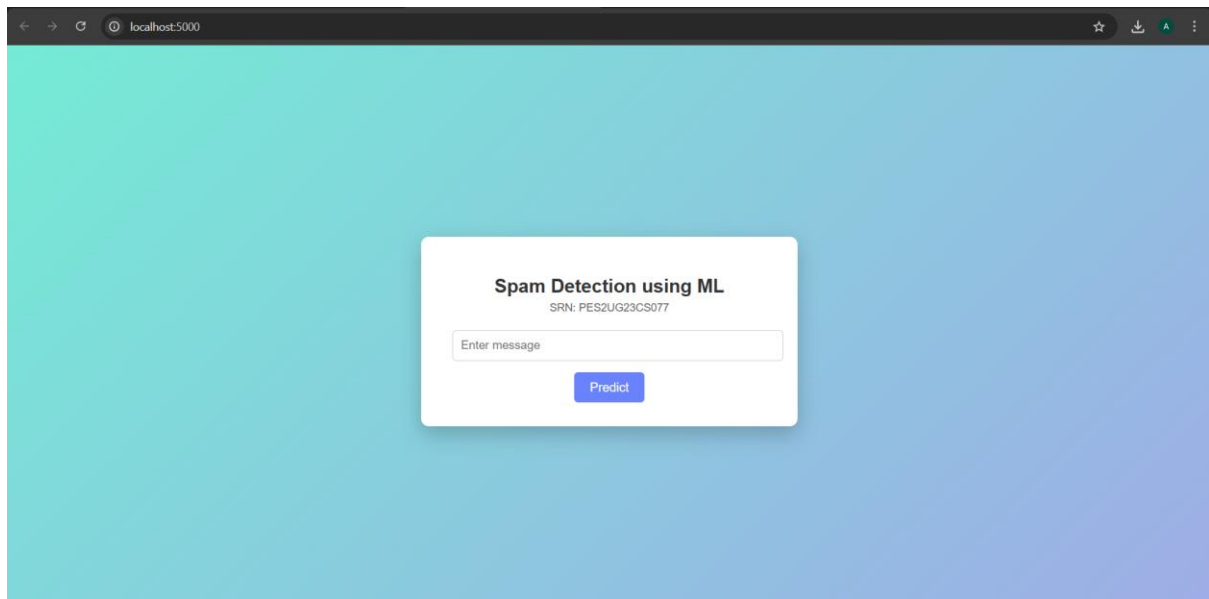 localhost:5000
A
Spam Detection using ML
SRN: PES2UG23CS077
Enter message
Predict